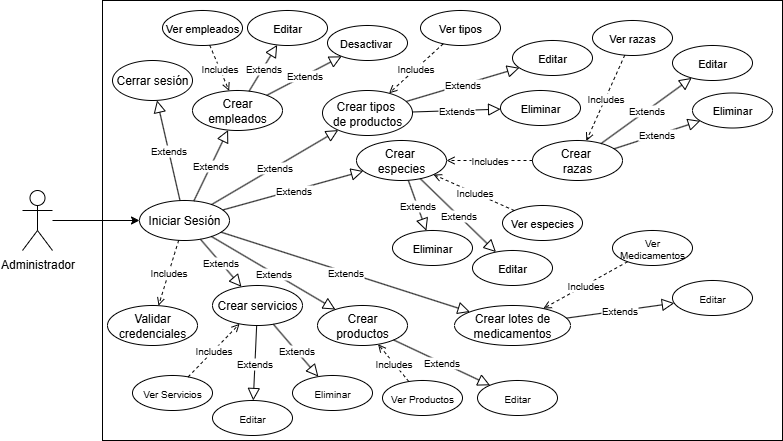 Ver empleados
Editar
Desactivar
Ver tipos
Ver razas
Editar
Editar
Cerrar sesión
Includes
Extends
Extends
Includes
Extends
Includes
Extends
Eliminar
Eliminar
Crear
empleados
Crear tipos
de productos
Extends
Extends
Extends
Extends
Extends
Extends
Crear
especies
Includes
Crear
razas
Extends
Includes
Iniciar Sesión
Extends
Extends
Ver especies
Eliminar
Editar
Administrador
Includes
Extends
Extends
Extends
Ver
Medicamentos
Includes
Editar
Validar
credenciales
Crear servicios
Crear
productos
Crear lotes de
medicamentos
Extends
Includes
Extends
Extends
Includes
Extends
Ver Servicios
Eliminar
Ver Productos
Editar
Editar